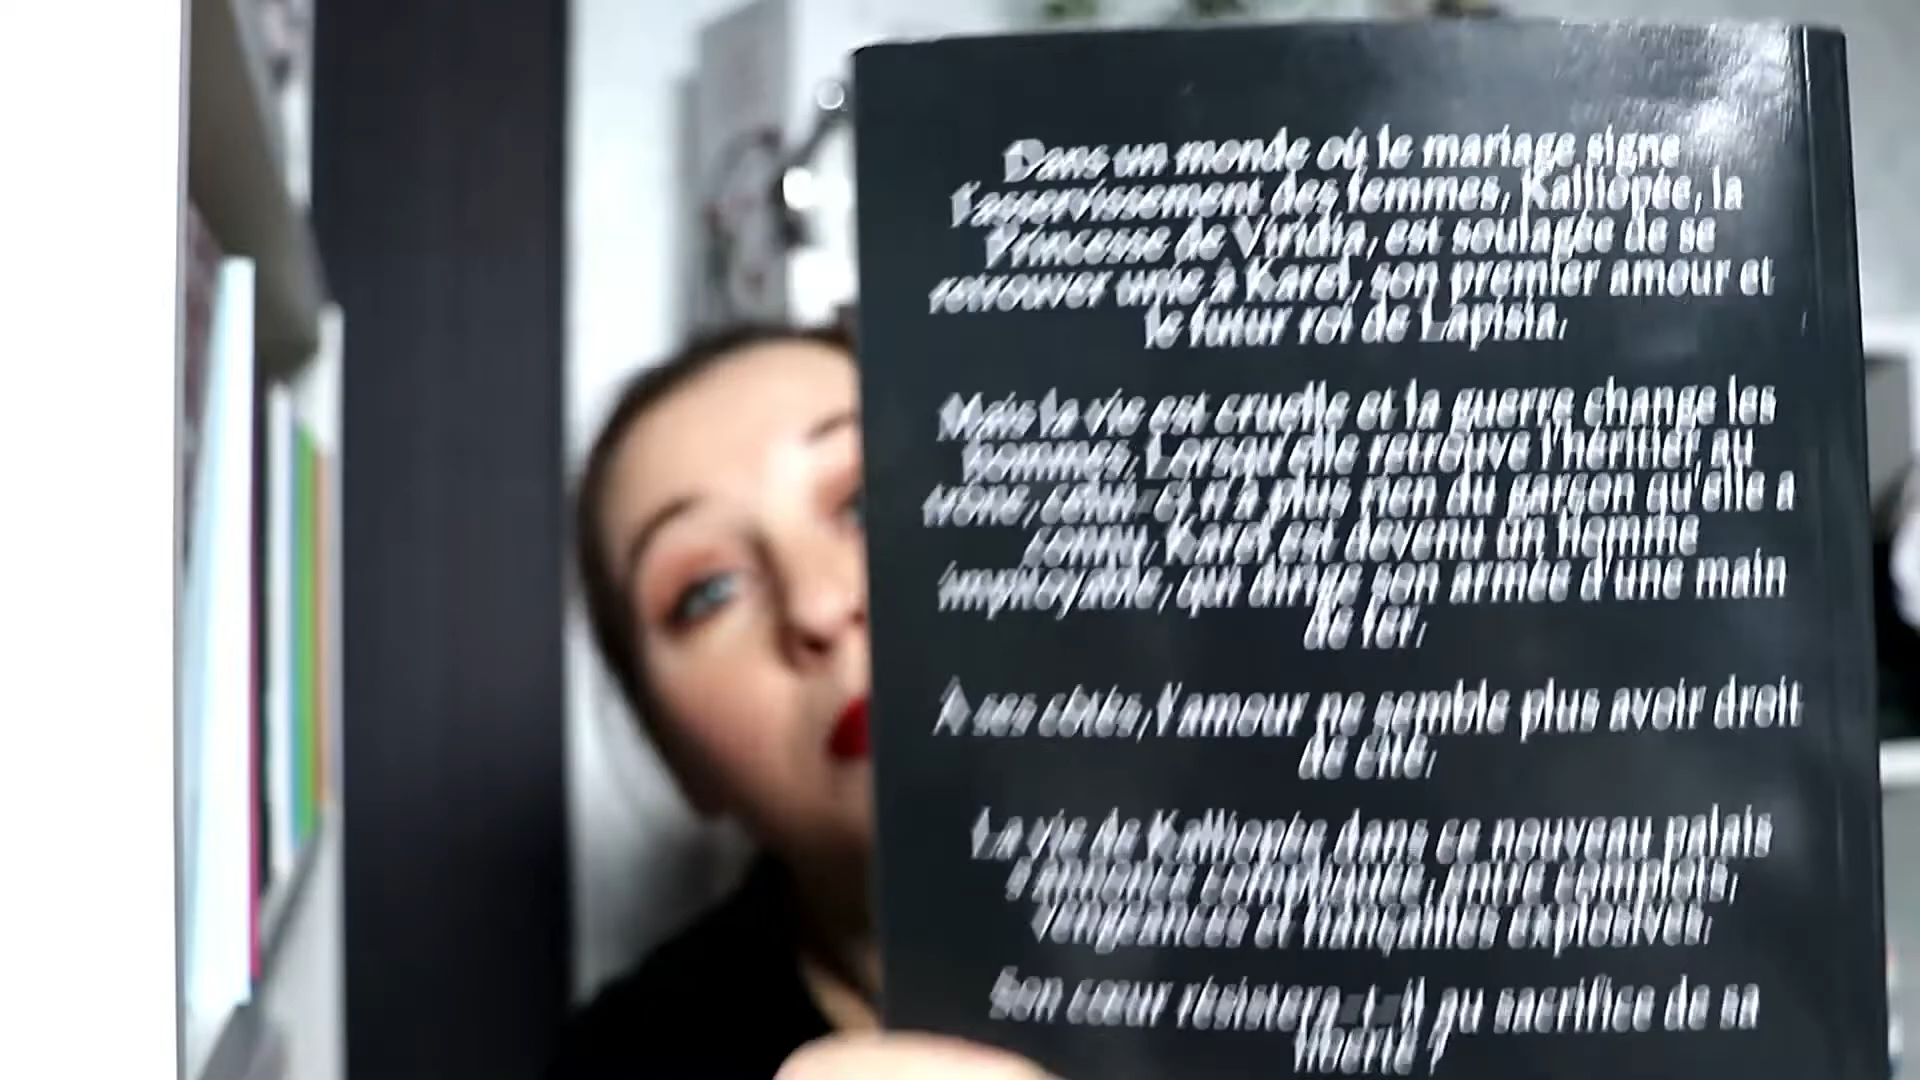 Dans un monde où le mariage signe
l'asservissement des femmes, Kalliopée, la
Princesse de Viridia, est soulagée de se
retrouver unie à Karel, son premier amour et
le futur roi de Lapisia.
Mais la vie est cruelle et la guerre change les
hommes. Lorsqu'elle retrouve l'héritier au
trône, celui-ci n'a plus rien du garçon qu'elle a
connu. Karel est devenu un homme
impitoyable, qui dirige son armée d'une main
de fer.
À ses côtés, l'amour ne semble plus avoir droit
de cité.
La vie de Kalliopée dans ce nouveau palais
s'annonce compliquée, entre complots,
vengeances et fiançailles explosives.
Son cœur résistera-t-il au sacrifice de sa
liberté ?